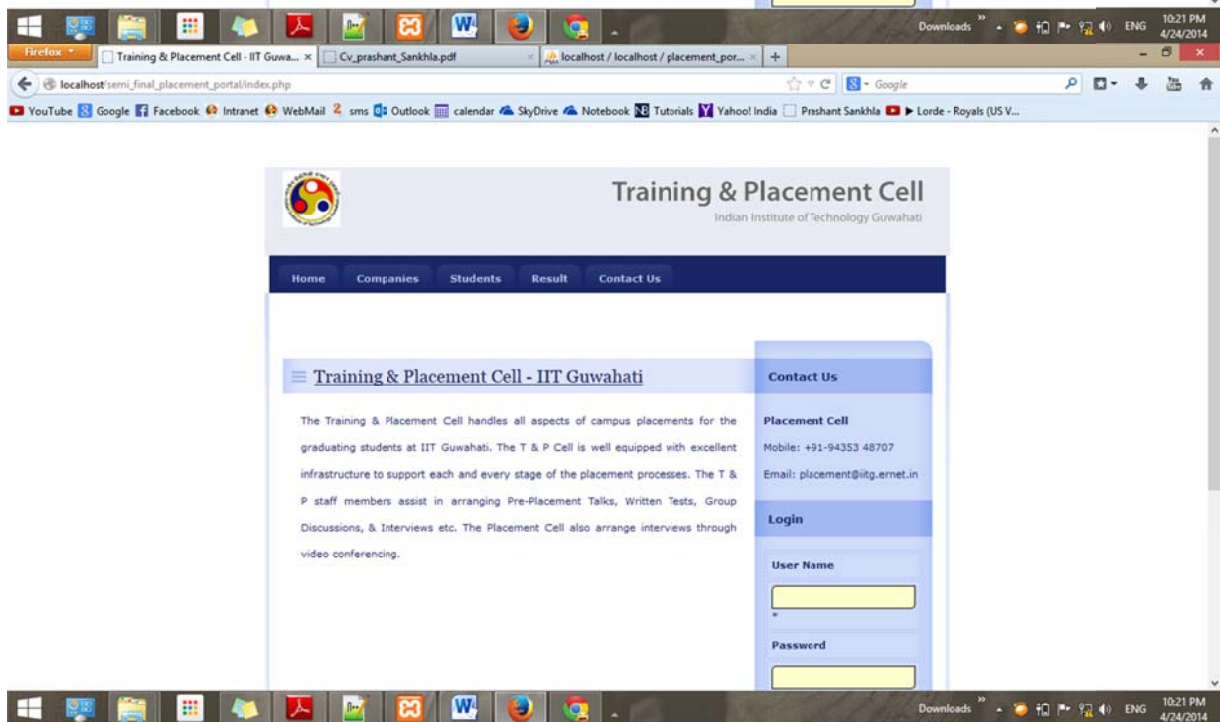 Downloads
ENG
10:21 PM
4/24/2014
Firefox
Training & Placement Cell - IIT Guwa...
Cv_prashant_Sankhla.pdf
localhost / localhost / placement_por...
localhost/semi_final_placement_portal/index.php
Google
YouTube Google Facebook Intranet WebMail sms Outlook calendar SkyDrive Notebook Tutorials Yahoo! India Prashant Sankhla Lorde - Royals (US V...
Training & Placement Cell
Indian Institute of Technology Guwahati
Home Companies Students Result Contact Us
Training & Placement Cell - IIT Guwahati
The Training & Placement Cell handles all aspects of campus placements for the
graduating students at IIT Guwahati. The T & P Cell is well equipped with excellent
infrastructure to support each and every stage of the placement processes. The T &
P staff members assist in arranging Pre-Placement Talks, Written Tests, Group
Discussions, & Interviews etc. The Placement Cell also arrange interviews through
video conferencing.
Contact Us
Placement Cell
Mobile: +91-94353 48707
Email: placement@iitg.ernet.in
Login
User Name
*
Password
Downloads
ENG
10:21 PM
4/24/2014